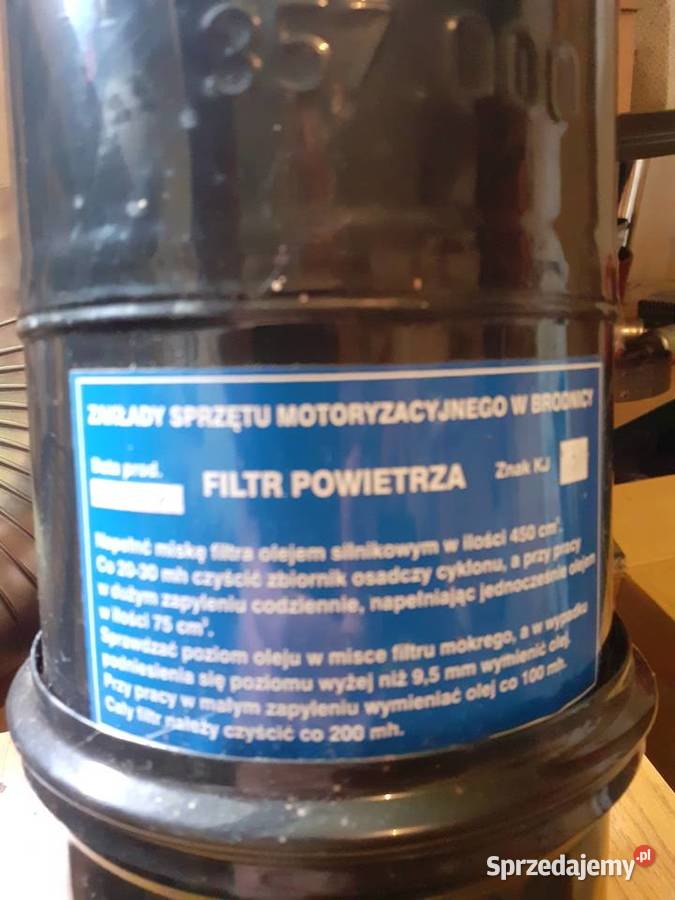 357 000
ZAKŁADY SPRZĘTU MOTORYZACYJNEGO W BRODNICY
Data prod.
FILTR POWIETRZA
Znak KJ
Napełnić miskę filtra olejem silnikowym w ilości 450 cm³.
Co 20-30 mh czyścić zbiornik osadczy cyklonu, a przy pracy
w dużym zapyleniu codziennie, napełniając jednocześnie olejem
w ilości 75 cm³.
Sprawdzać poziom oleju w misce filtru mokrego, a w wypadku
podniesienia się poziomu wyżej niż 9,5 mm wymienić olej.
Przy pracy w małym zapyleniu wymieniać olej co 100 mh.
Cały filtr należy czyścić co 200 mh.
Sprzedajemy.pl